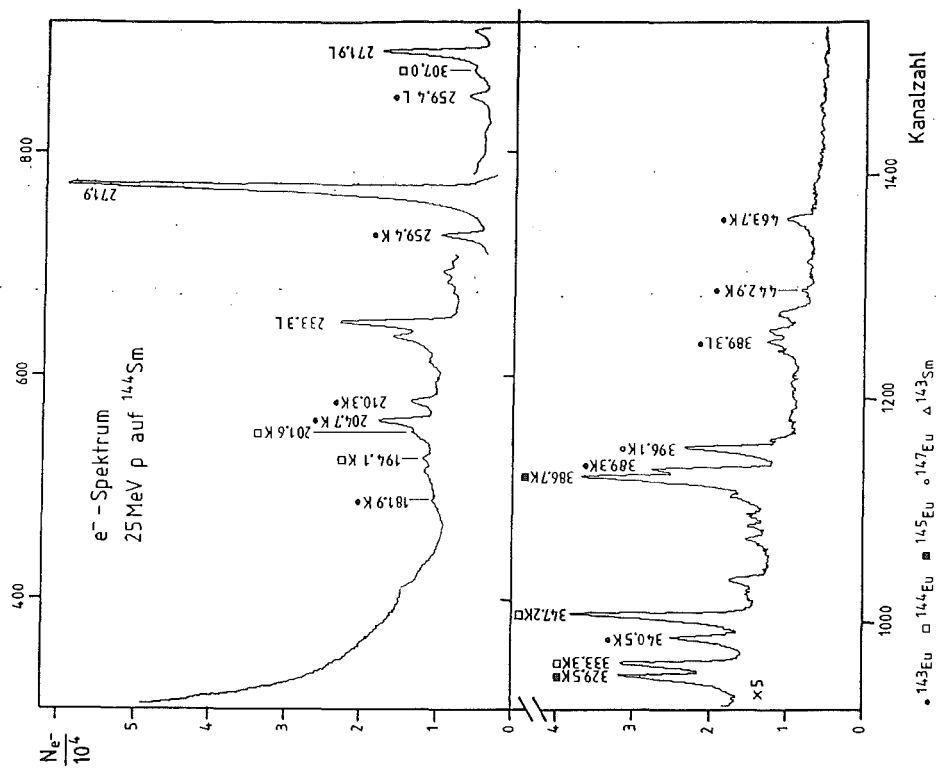 N e⁻ / 10⁴
e⁻ – Spektrum
25 MeV p auf ¹⁴⁴Sm
5
4
3
2
1
0
400
600
800
• 181.9 K
□ 194.1 K
□ 201.6 K
• 204.7 K
• 210.3 K
233.3 L
• 259.4 K
271.9
• 259.4 L
□ 307.0
271.9 L
4
3
2
1
0
×5
■ 329.5 K
□ 333.3 K
• 340.5 K
□ 347.2 K
■ 386.7 K
• 389.3 K
∘ 396.1 K
• 389.3 L
• 442.9 K
• 463.7 K
1000
1200
1400
Kanalzahl
• ¹⁴³Eu □ ¹⁴⁴Eu ■ ¹⁴⁵Eu ∘ ¹⁴⁷Eu △ ¹⁴³Sm